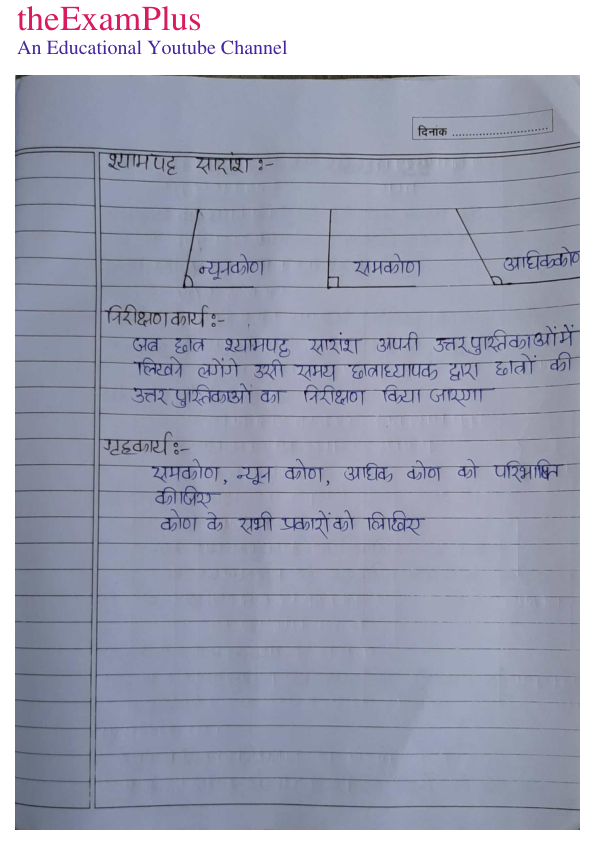 theExamPlus
An Educational Youtube Channel
दिनांक ............................
श्यामपट्ट सारांश :-
न्यूनकोण समकोण अधिककोण
निरीक्षण कार्य :-
जब छात्र श्यामपट्ट सारांश अपनी उत्तर पुस्तिकाओं में
लिखने लगेंगे उसी समय छात्राध्यापक द्वारा छात्रों की
उत्तर पुस्तिकाओं का निरीक्षण किया जाएगा
गृहकार्य :-
समकोण, न्यून कोण, अधिक कोण को परिभाषित
कीजिए
कोण के सभी प्रकारों को लिखिए